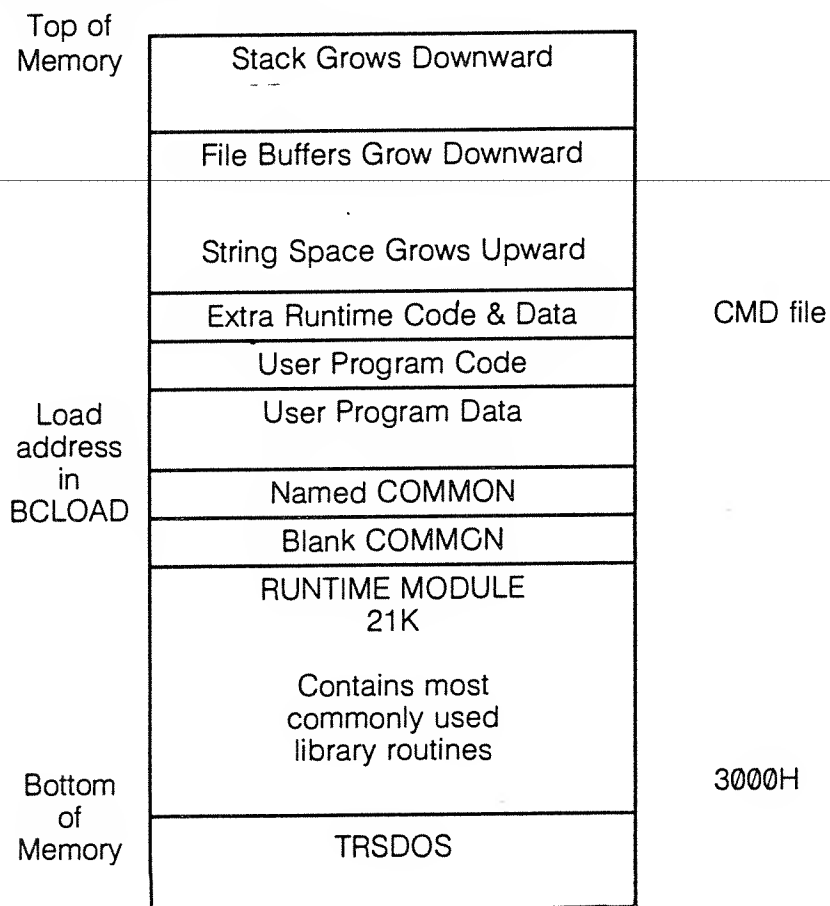 Top of
Memory
Stack Grows Downward
File Buffers Grow Downward
String Space Grows Upward
Extra Runtime Code & Data
CMD file
User Program Code
User Program Data
Load
address
in
BCLOAD
Named COMMON
Blank COMMON
RUNTIME MODULE
21K
Contains most
commonly used
library routines
3000H
Bottom
of
Memory
TRSDOS